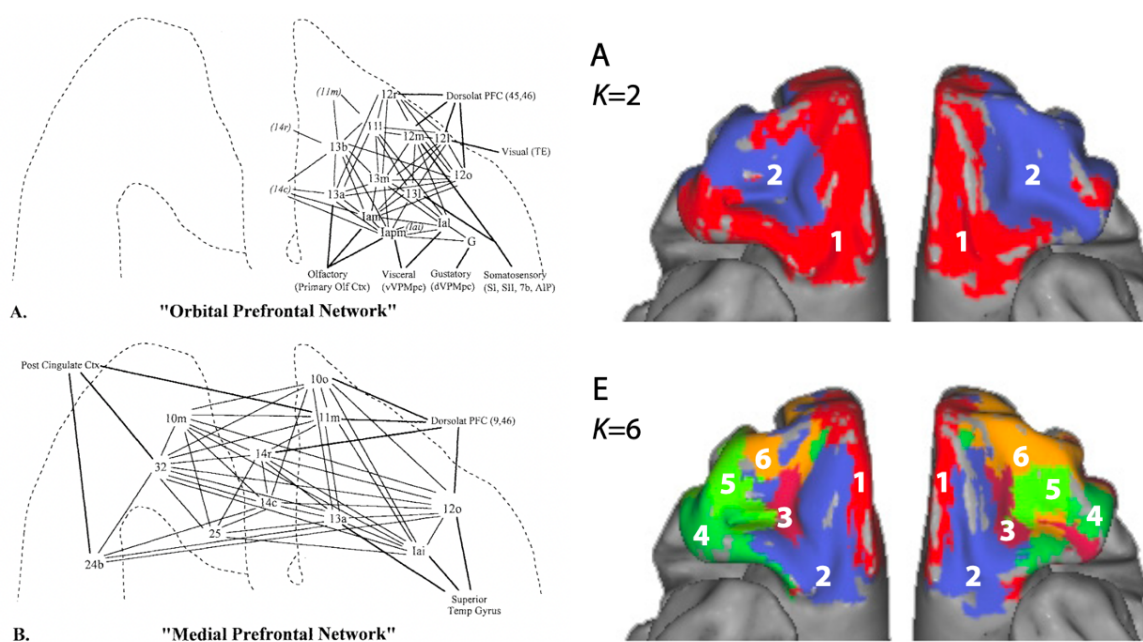 (11m)
12r
Dorsolat PFC (45,46)
(14r)
11l
12m
12l
13b
Visual (TE)
13m
12o
(14c)
13a
13l
Iam
Iapm
(Iai)
Ial
G
Olfactory
(Primary Olf Ctx)
Visceral
(vVPMpc)
Gustatory
(dVPMpc)
Somatosensory
(SI, SII, 7b, AIP)
A.
"Orbital Prefrontal Network"
Post Cingulate Ctx
10o
10m
11m
Dorsolat PFC (9,46)
14r
32
14c
12o
13a
25
24b
Iai
Superior
Temp Gyrus
B.
"Medial Prefrontal Network"
A
K=2
2
1
2
1
E
K=6
6
5
1
3
4
2
6
1
5
4
3
2